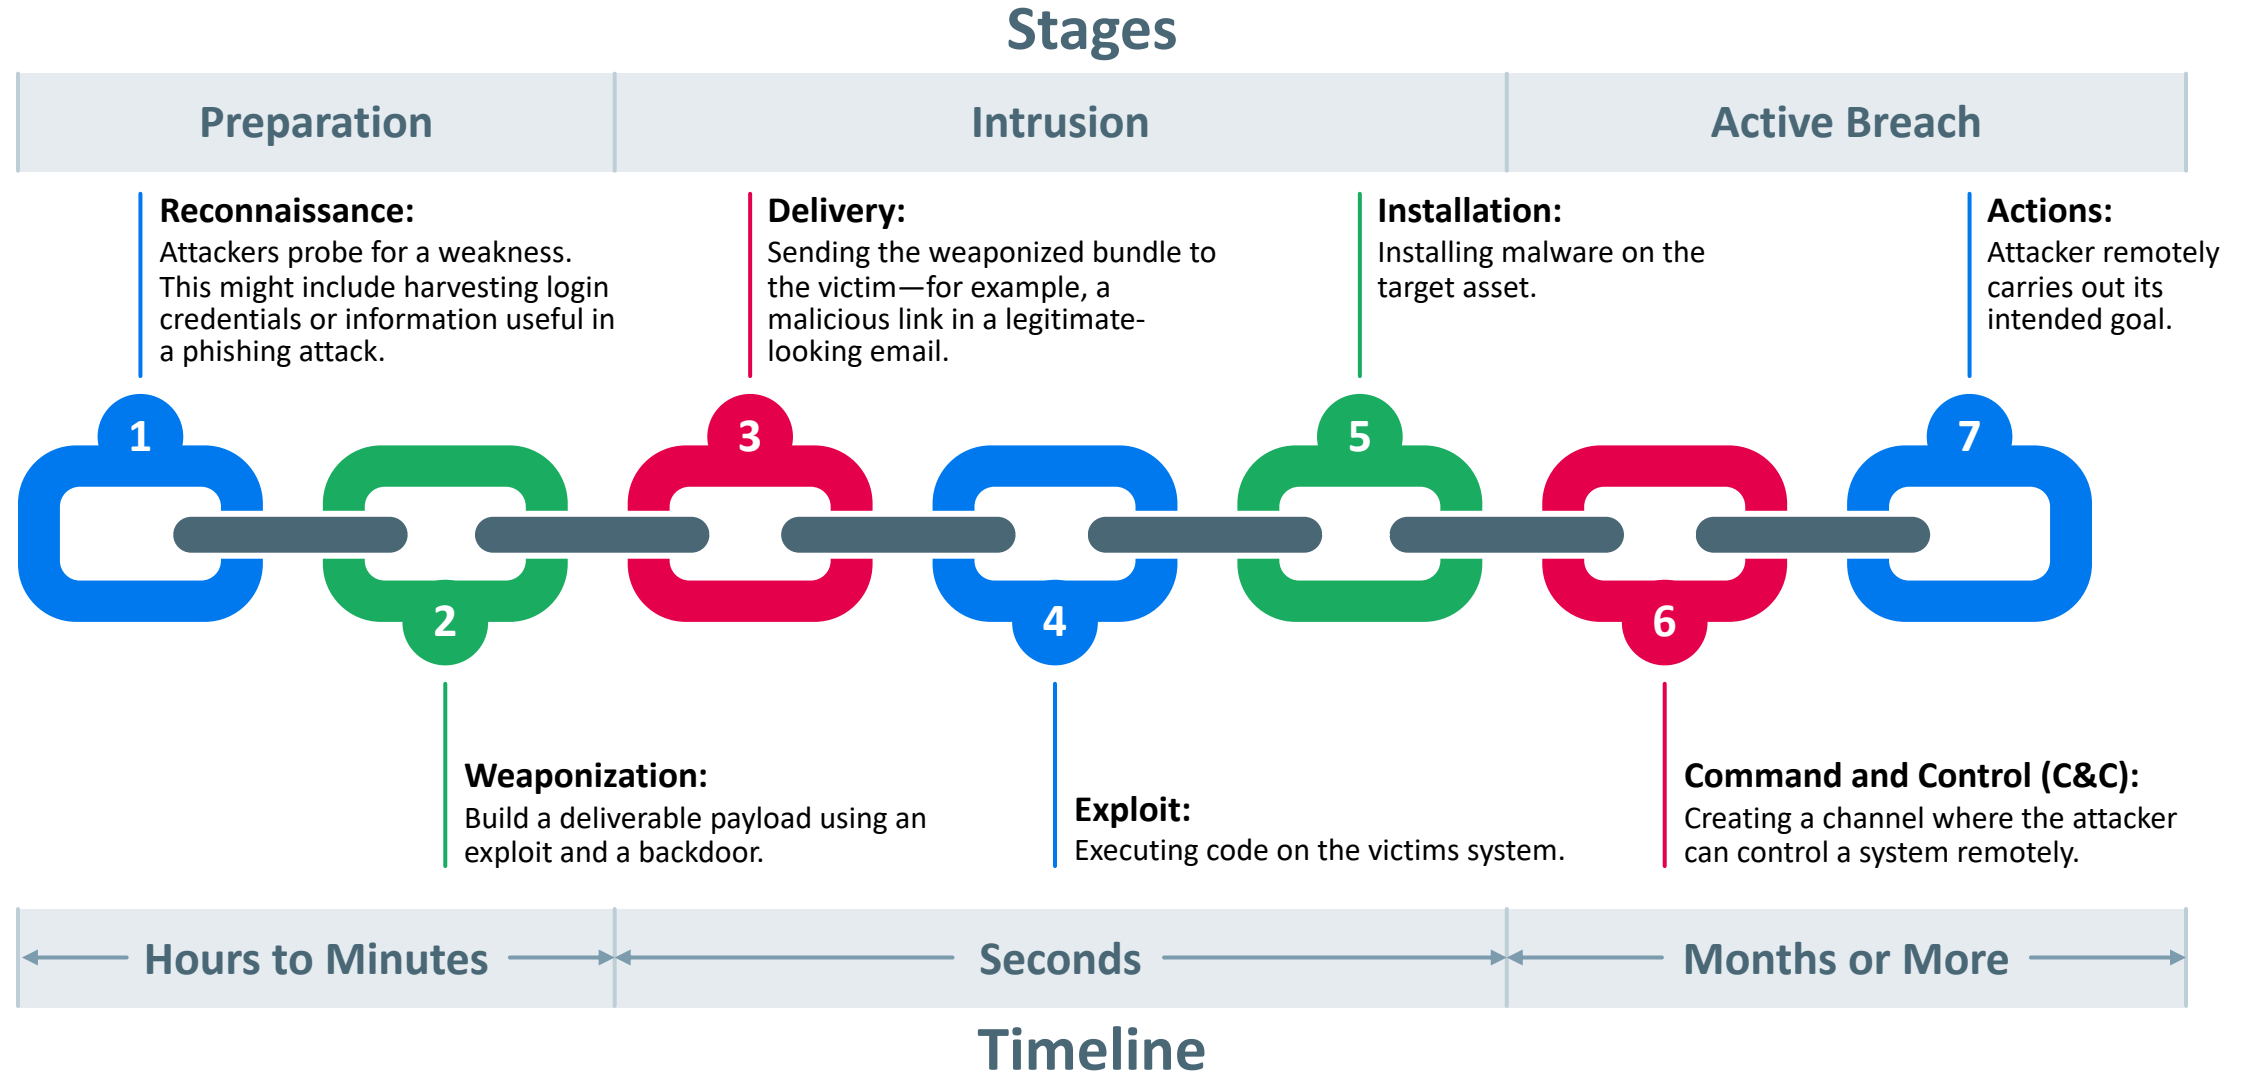 Stages
Preparation
Intrusion
Active Breach
Reconnaissance:
Attackers probe for a weakness.
This might include harvesting login
credentials or information useful in
a phishing attack.
Delivery:
Sending the weaponized bundle to
the victim—for example, a
malicious link in a legitimate-
looking email.
Installation:
Installing malware on the
target asset.
Actions:
Attacker remotely
carries out its
intended goal.
1
3
5
7
2
4
6
Weaponization:
Build a deliverable payload using an
exploit and a backdoor.
Exploit:
Executing code on the victims system.
Command and Control (C&C):
Creating a channel where the attacker
can control a system remotely.
Hours to Minutes
Seconds
Months or More
Timeline